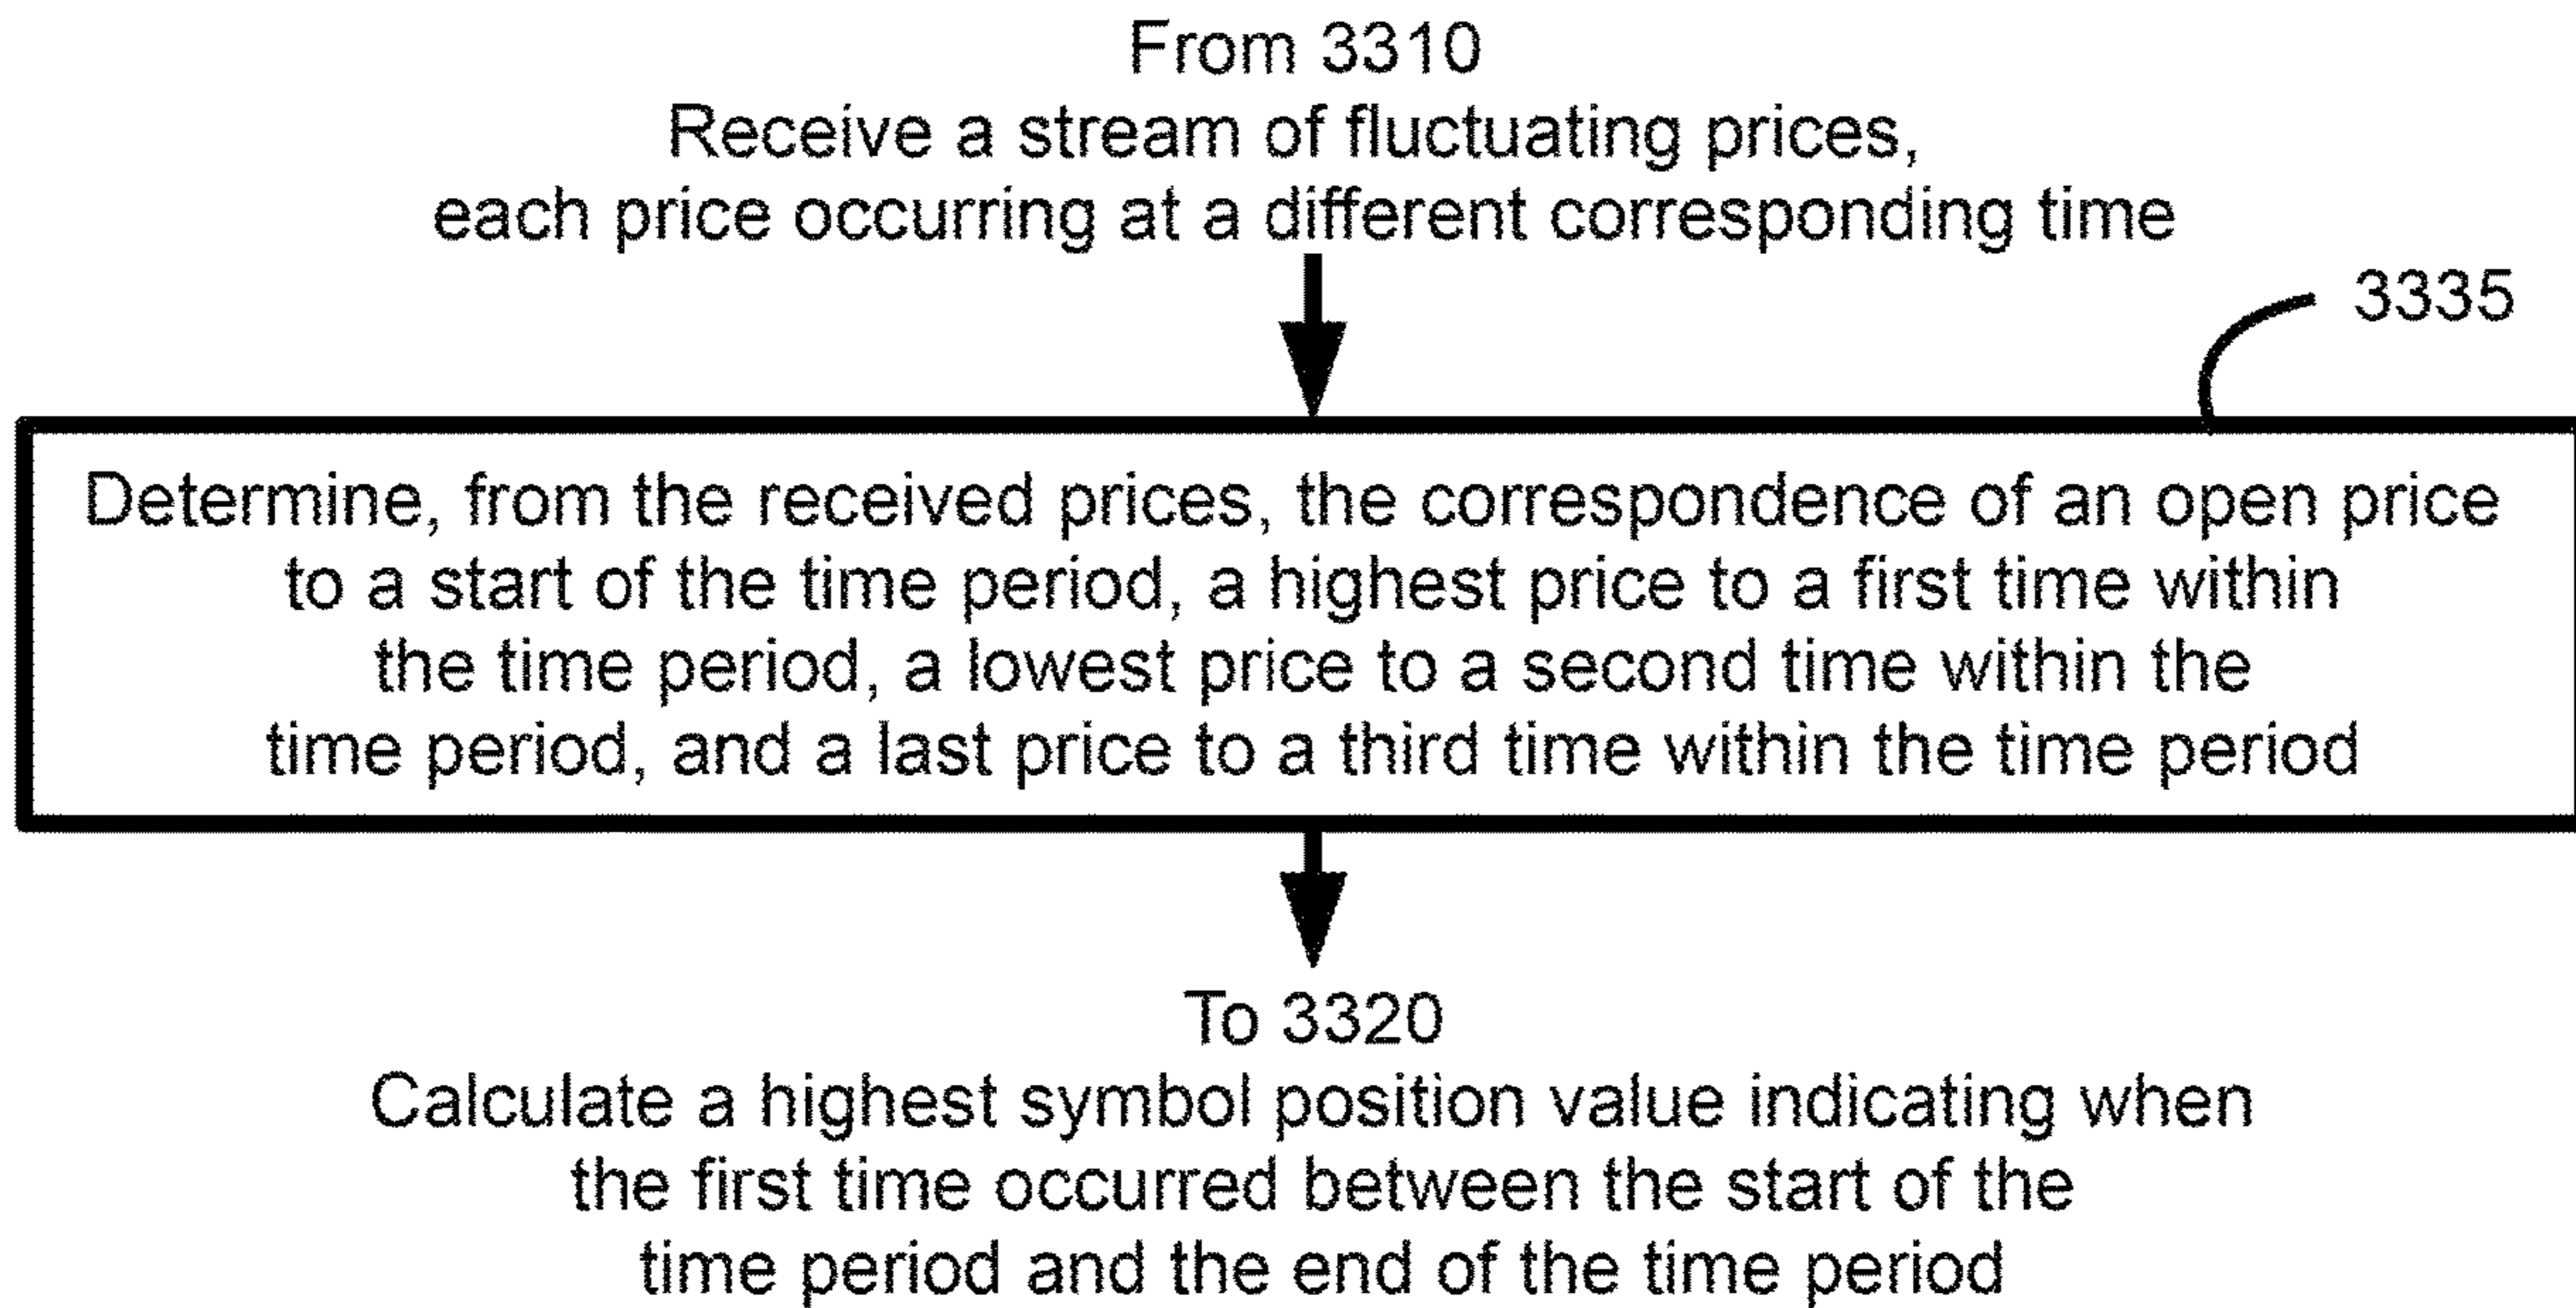 From 3310
Receive a stream of fluctuating prices,
each price occurring at a different corresponding time
3335
Determine, from the received prices, the correspondence of an open price
to a start of the time period, a highest price to a first time within
the time period, a lowest price to a second time within the
time period, and a last price to a third time within the time period
To 3320
Calculate a highest symbol position value indicating when
the first time occurred between the start of the
time period and the end of the time period